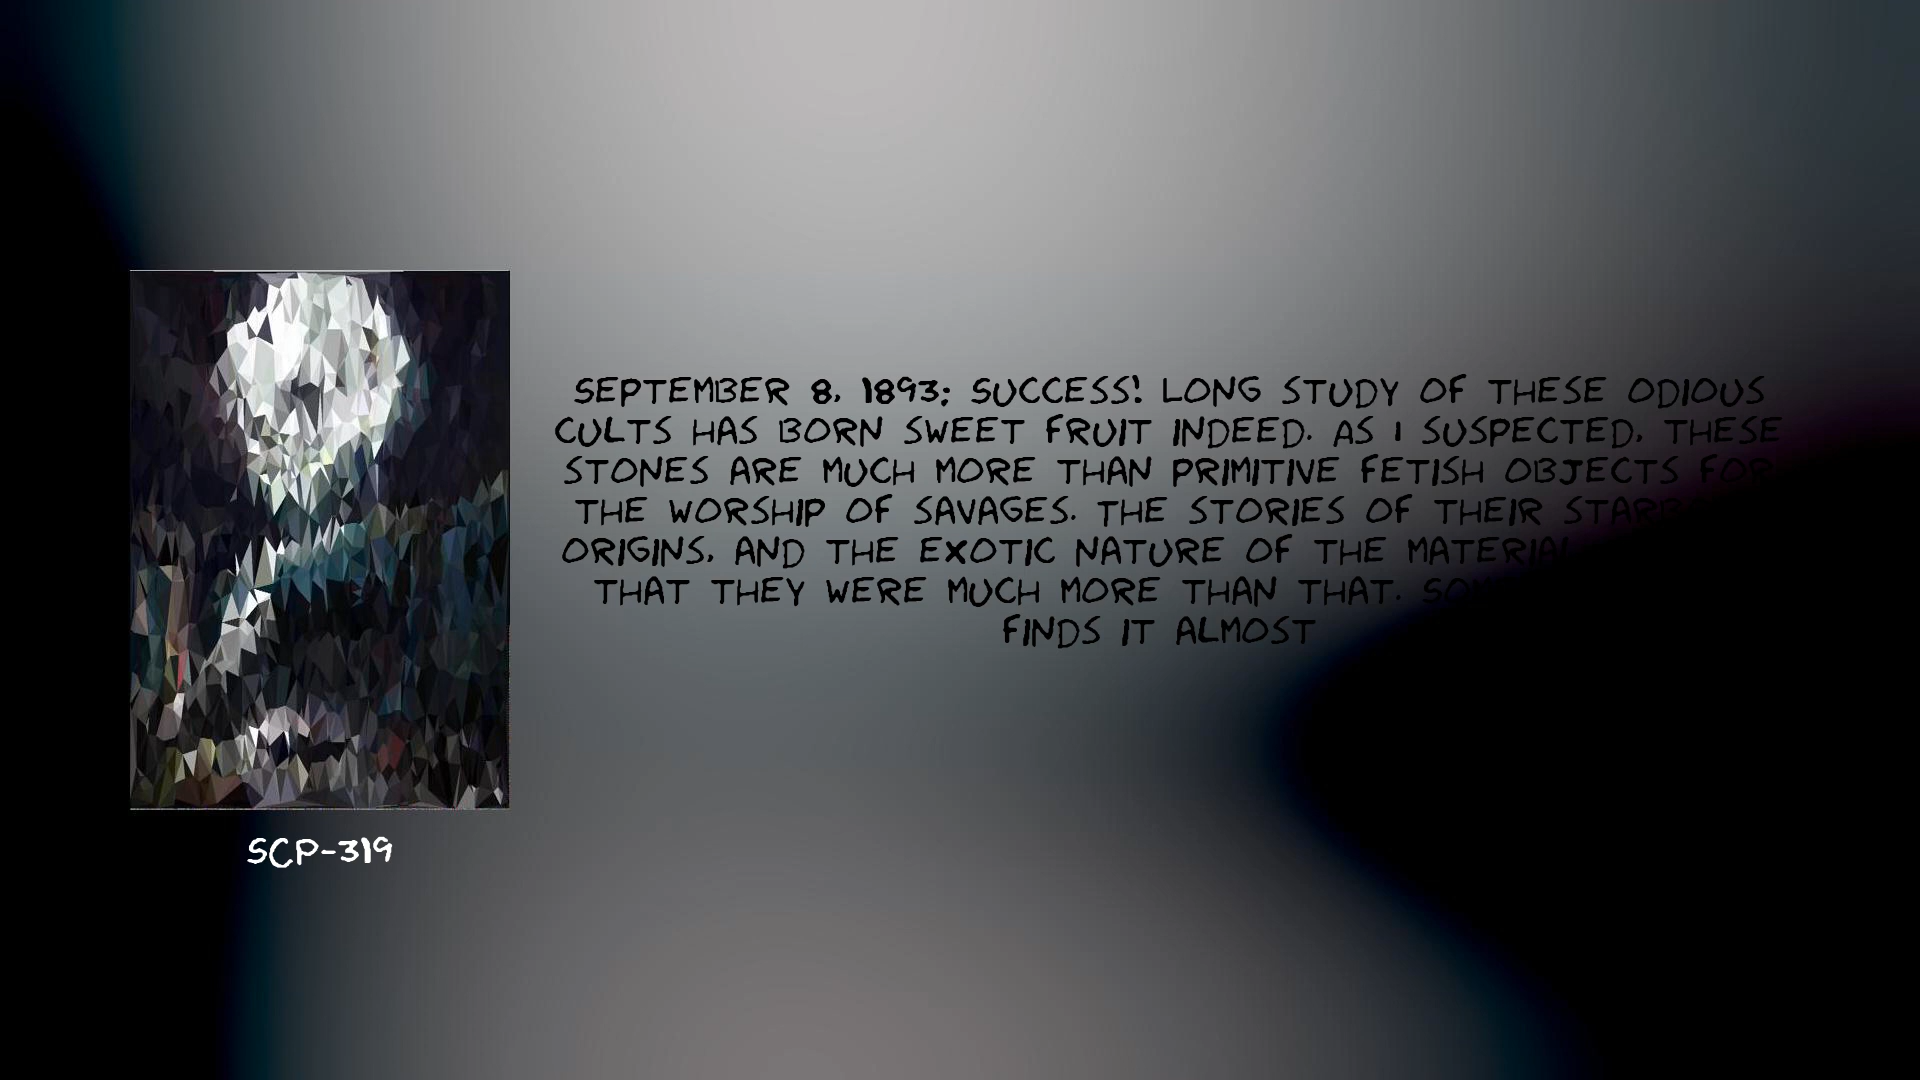 SEPTEMBER 8, 1893; SUCCESS! LONG STUDY OF THESE ODIOUS
CULTS HAS BORN SWEET FRUIT INDEED. AS I SUSPECTED, THESE
STONES ARE MUCH MORE THAN PRIMITIVE FETISH OBJECTS FOR
THE WORSHIP OF SAVAGES. THE STORIES OF THEIR
ORIGINS, AND THE EXOTIC NATURE OF THE MATERIAL
THAT THEY WERE MUCH MORE THAN THAT.
FINDS IT ALMOST
SCP-319